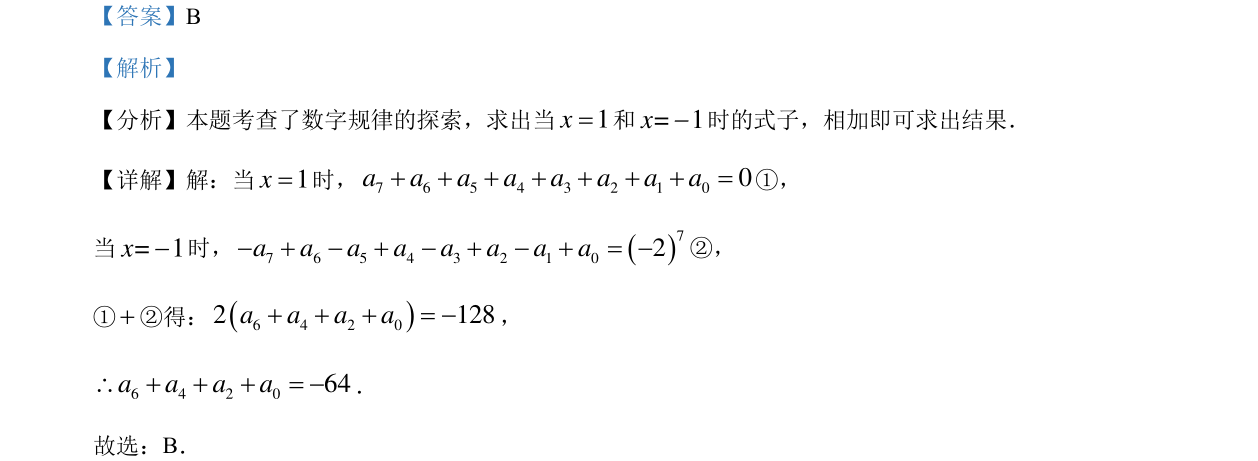 【答案】B
【解析】
【分析】本题考查了数字规律的探索，求出当 x=1和 x=−1时的式子，相加即可求出结果．
【详解】解：当 x=1时，a₇+a₆+a₅+a₄+a₃+a₂+a₁+a₀=0①，
当 x=−1时，−a₇+a₆−a₅+a₄−a₃+a₂−a₁+a₀=(−2)⁷②，
①+②得：2(a₆+a₄+a₂+a₀)=−128，
∴a₆+a₄+a₂+a₀=−64．
故选：B．